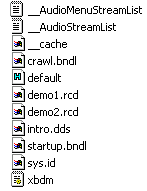 __AudioMenuStreamList
__AudioStreamList
__cache
crawl.bndl
default
demo1.rcd
demo2.rcd
intro.dds
startup.bndl
sys.id
xbdm